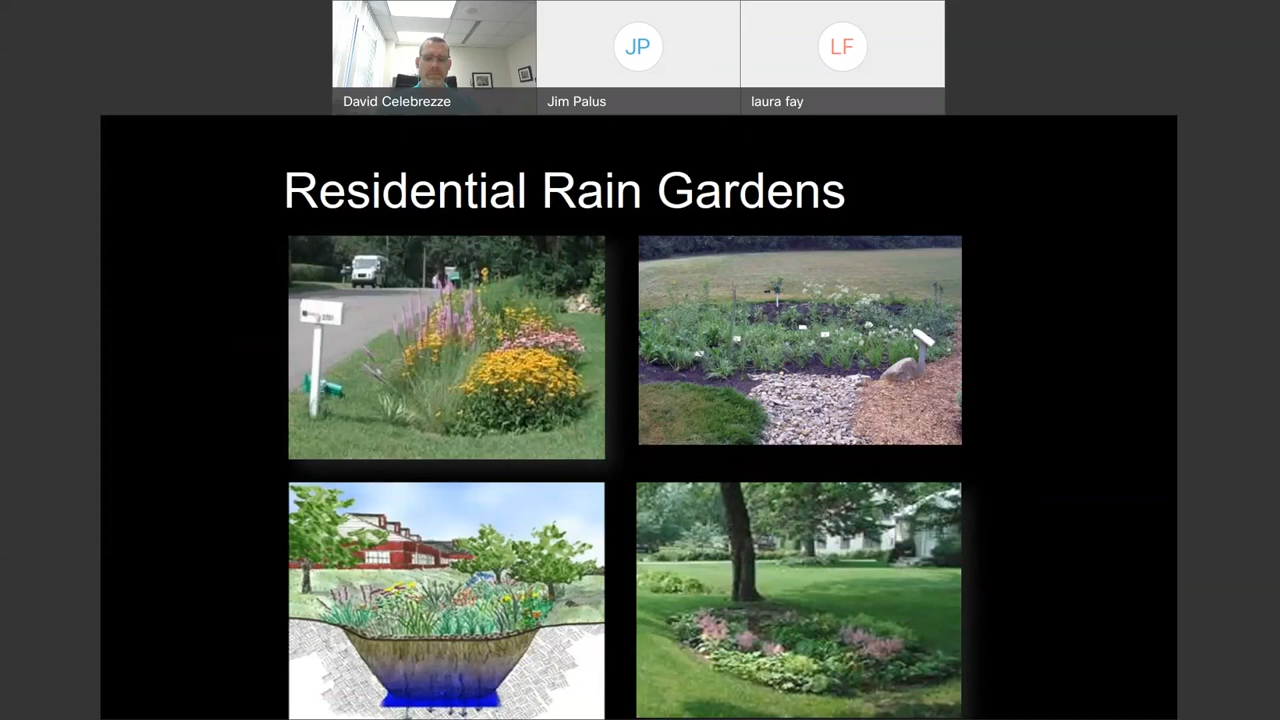 JP
LF
David Celebrezze
Jim Palus
laura fay
Residential Rain Gardens